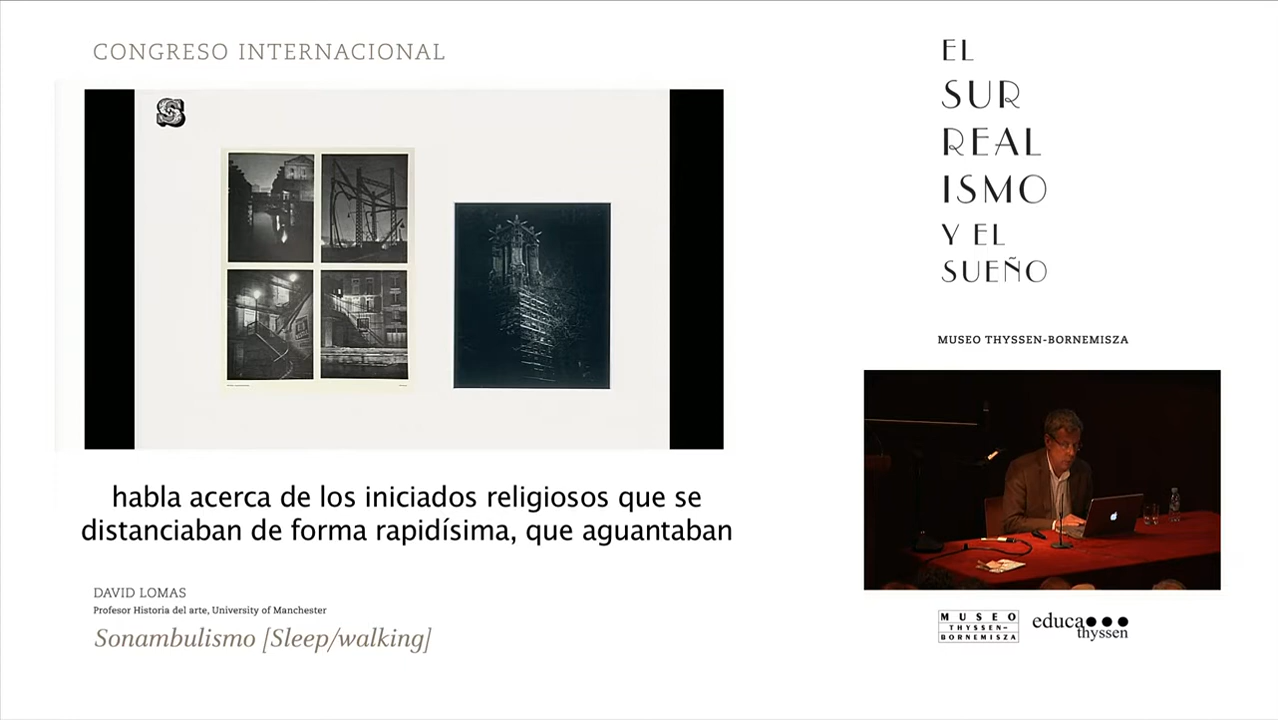 CONGRESO INTERNACIONAL
S
EL
SUR
REAL
ISMO
Y EL
SUEÑO
MUSEO THYSSEN-BORNEMISZA
habla acerca de los iniciados religiosos que se
distanciaban de forma rapidísima, que aguantaban
DAVID LOMAS
Profesor Historia del arte, University of Manchester
Sonambulismo [Sleep/walking]
MUSEO
THYSSEN-
BORNEMISZA
educa
thyssen